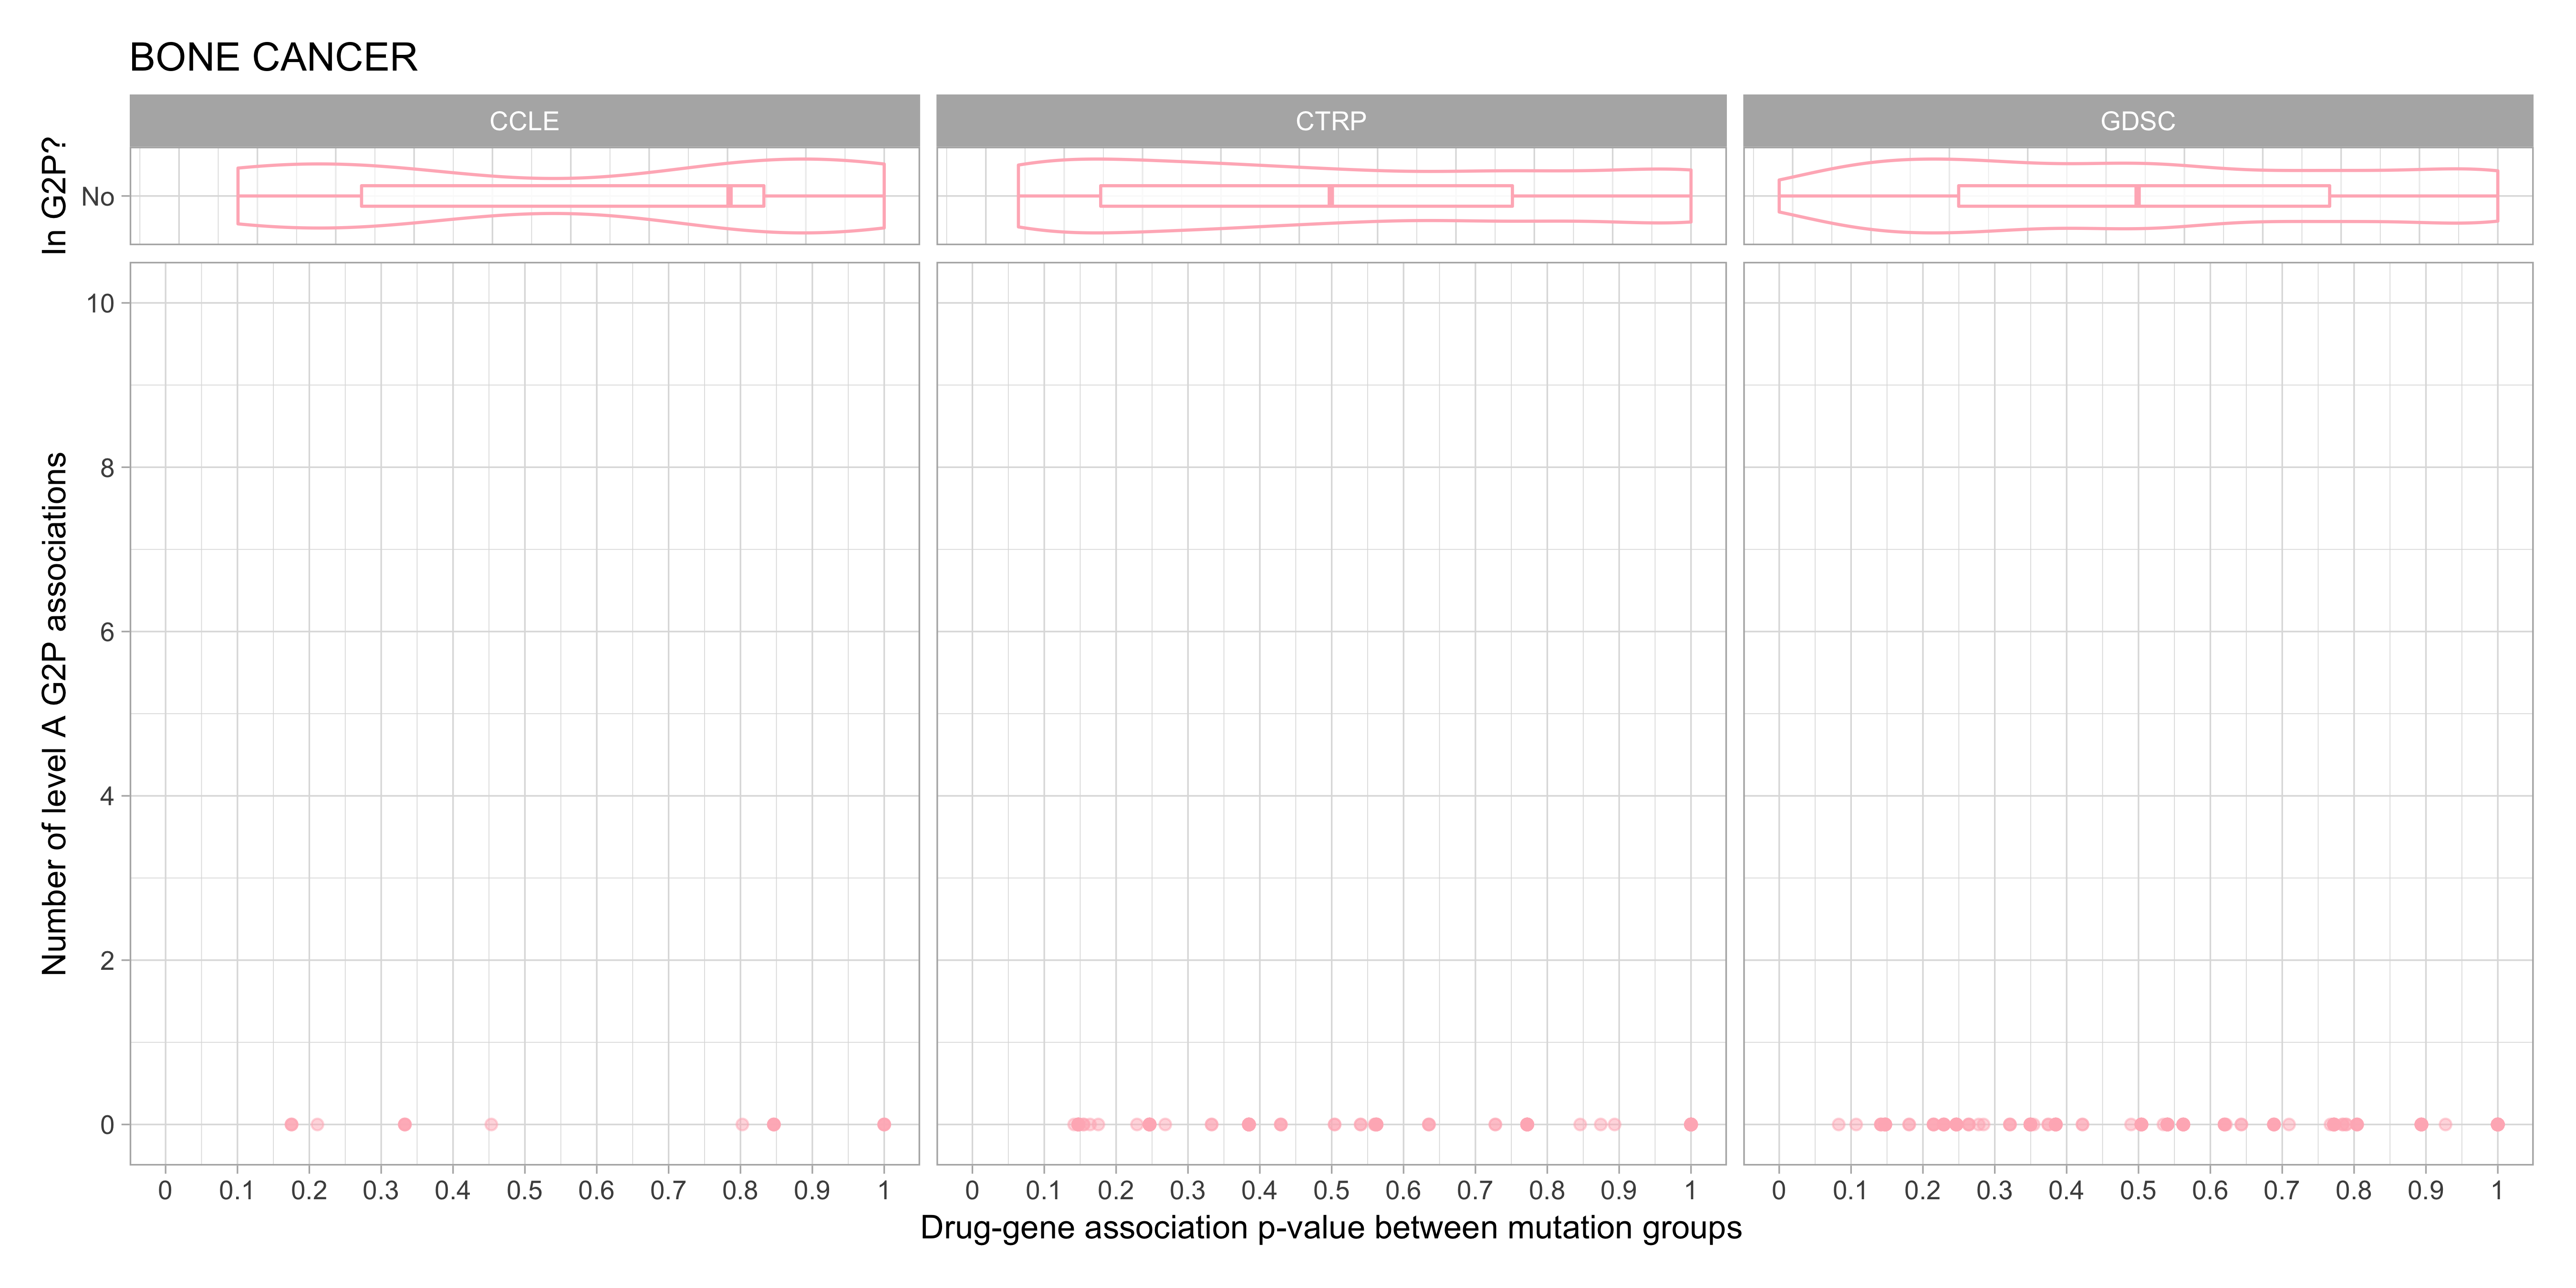 BONE CANCER
CCLE CTRP GDSC
In G2P?
No
Number of level A G2P associations
10
8
6
4
2
0
0 0.1 0.2 0.3 0.4 0.5 0.6 0.7 0.8 0.9 1 0 0.1 0.2 0.3 0.4 0.5 0.6 0.7 0.8 0.9 1 0 0.1 0.2 0.3 0.4 0.5 0.6 0.7 0.8 0.9 1
Drug-gene association p-value between mutation groups